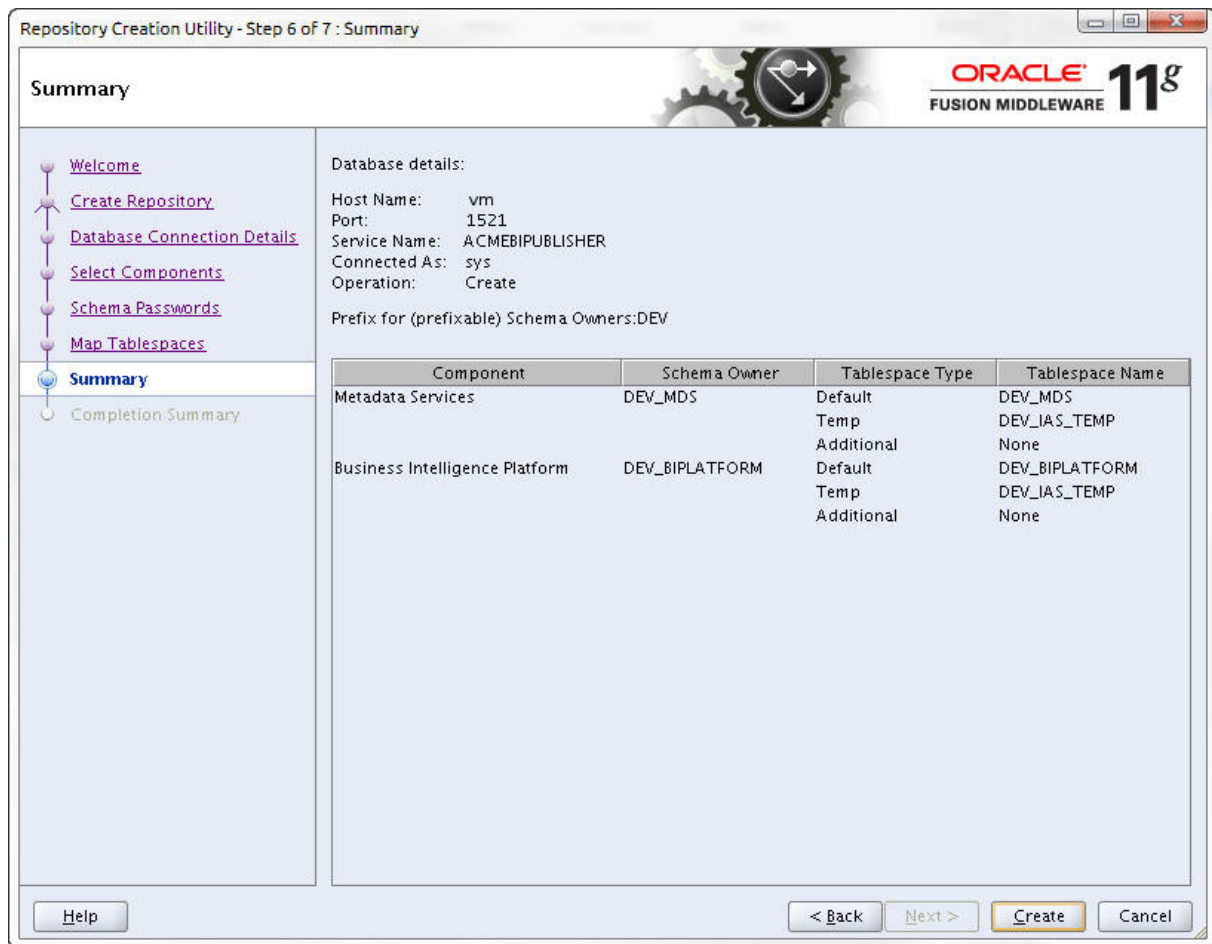 Repository Creation Utility - Step 6 of 7 : Summary
Summary
ORACLE
FUSION MIDDLEWARE 11g
Welcome
Create Repository
Database Connection Details
Select Components
Schema Passwords
Map Tablespaces
Summary
Completion Summary
Database details:
Host Name: vm
Port: 1521
Service Name: ACMEBIPUBLISHER
Connected As: sys
Operation: Create
Prefix for (prefixable) Schema Owners:DEV
Component Schema Owner Tablespace Type Tablespace Name
Metadata Services DEV_MDS Default DEV_MDS
Temp DEV_IAS_TEMP
Additional None
Business Intelligence Platform DEV_BIPLATFORM Default DEV_BIPLATFORM
Temp DEV_IAS_TEMP
Additional None
Help < Back Next > Create Cancel